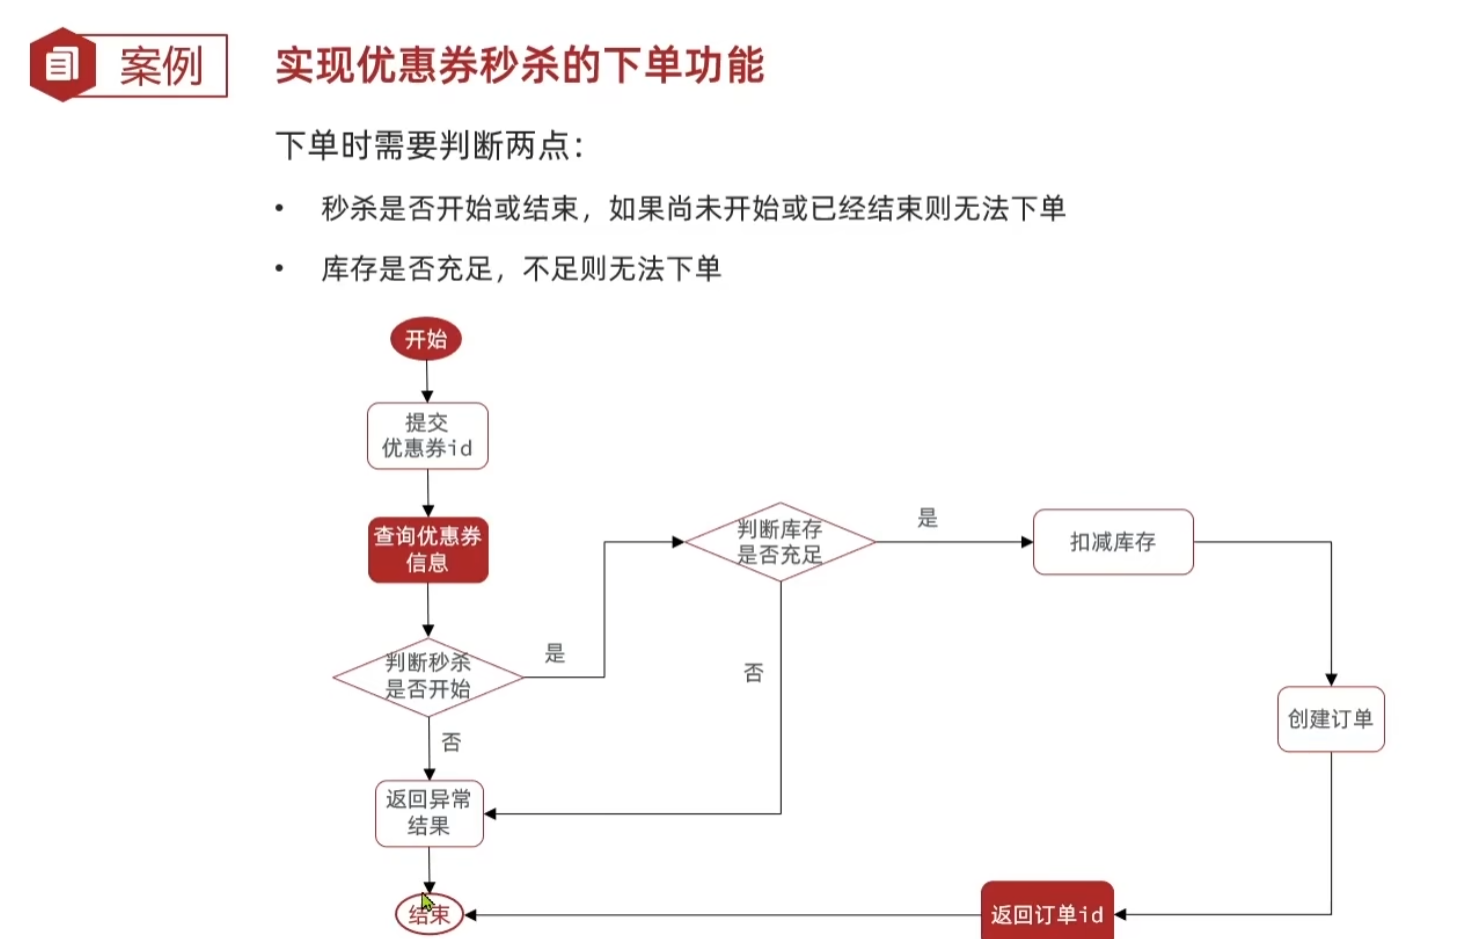 案例
实现优惠券秒杀的下单功能
下单时需要判断两点：
• 秒杀是否开始或结束，如果尚未开始或已经结束则无法下单
• 库存是否充足，不足则无法下单
开始
提交
优惠券id
查询优惠券
信息
判断秒杀
是否开始
是
否
返回异常
结果
结束
判断库存
是否充足
是
否
扣减库存
创建订单
返回订单id